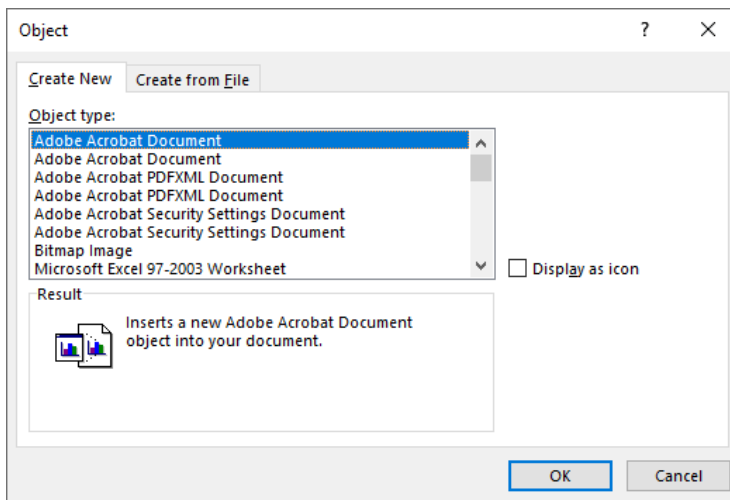 Object
?
Create New
Create from File
Object type:
Adobe Acrobat Document
Adobe Acrobat Document
Adobe Acrobat PDFXML Document
Adobe Acrobat PDFXML Document
Adobe Acrobat Security Settings Document
Adobe Acrobat Security Settings Document
Bitmap Image
Microsoft Excel 97-2003 Worksheet
Display as icon
Result
Inserts a new Adobe Acrobat Document
object into your document.
OK
Cancel